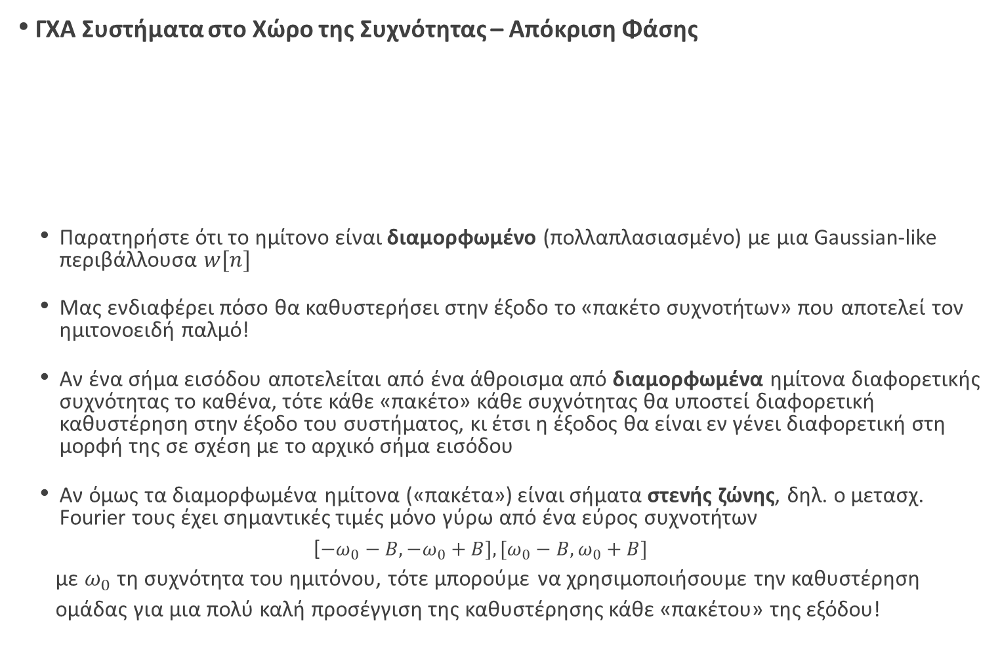 • ΓΧΑ Συστήματα στο Χώρο της Συχνότητας – Απόκριση Φάσης
• Παρατηρήστε ότι το ημίτονο είναι διαμορφωμένο (πολλαπλασιασμένο) με μια Gaussian-like
περιβάλλουσα w[n]
• Μας ενδιαφέρει πόσο θα καθυστερήσει στην έξοδο το «πακέτο συχνοτήτων» που αποτελεί τον
ημιτονοειδή παλμό!
• Αν ένα σήμα εισόδου αποτελείται από ένα άθροισμα από διαμορφωμένα ημίτονα διαφορετικής
συχνότητας το καθένα, τότε κάθε «πακέτο» κάθε συχνότητας θα υποστεί διαφορετική
καθυστέρηση στην έξοδο του συστήματος, κι έτσι η έξοδος θα είναι εν γένει διαφορετική στη
μορφή της σε σχέση με το αρχικό σήμα εισόδου
• Αν όμως τα διαμορφωμένα ημίτονα («πακέτα») είναι σήματα στενής ζώνης, δηλ. ο μετασχ.
Fourier τους έχει σημαντικές τιμές μόνο γύρω από ένα εύρος συχνοτήτων
[−ω₀ − B, −ω₀ + B], [ω₀ − B, ω₀ + B]
με ω₀ τη συχνότητα του ημιτόνου, τότε μπορούμε να χρησιμοποιήσουμε την καθυστέρηση
ομάδας για μια πολύ καλή προσέγγιση της καθυστέρησης κάθε «πακέτου» της εξόδου!